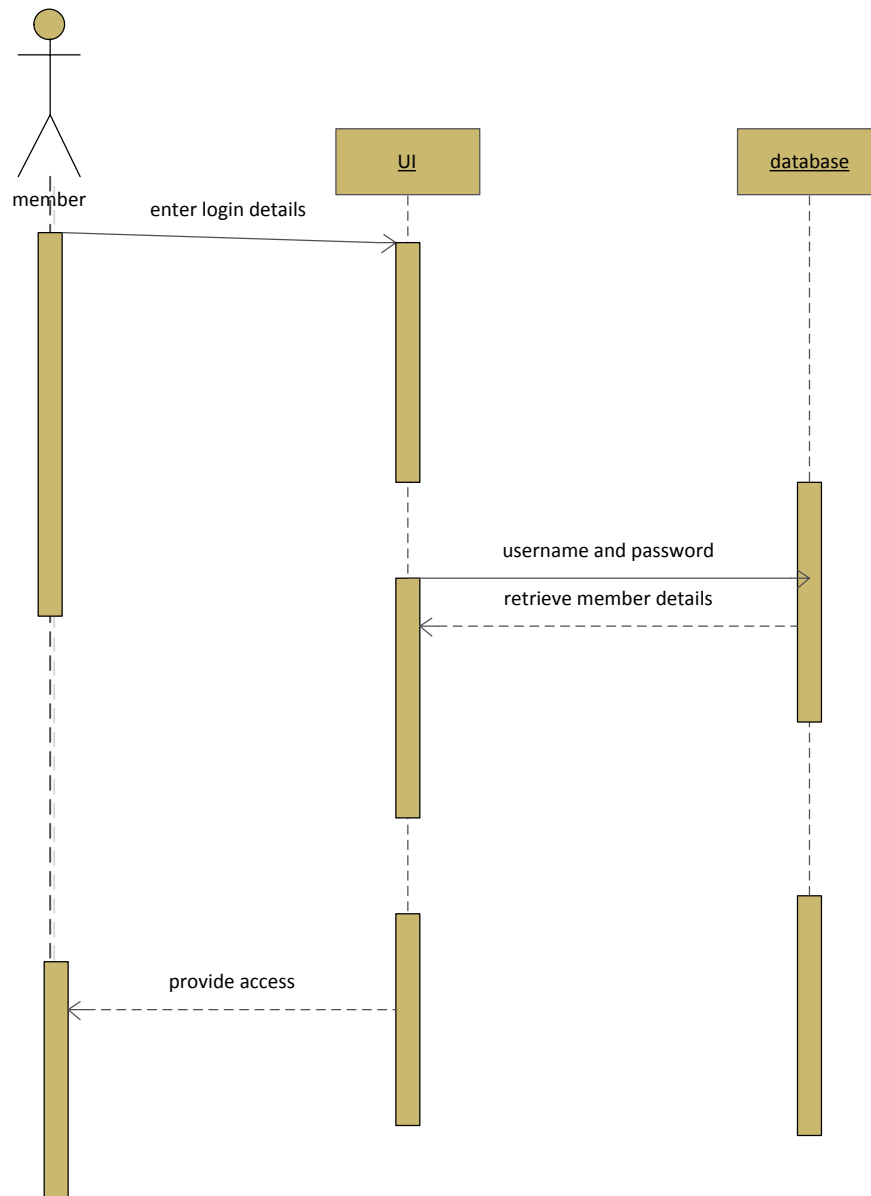 UI
database
member
enter login details
username and password
retrieve member details
provide access